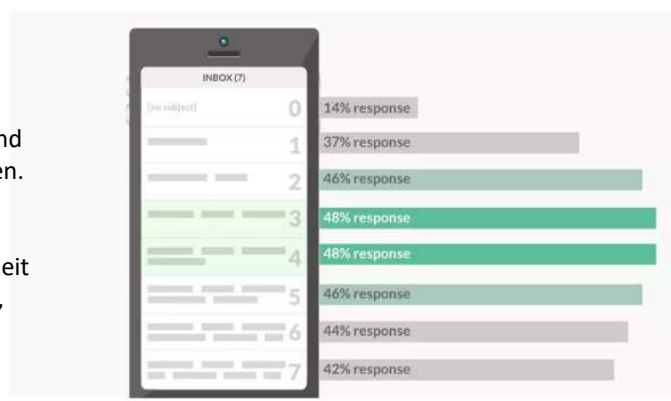 nd
en.
eit
,
INBOX (7)
[no subject] 0 14% response
1 37% response
2 46% response
3 48% response
4 48% response
5 46% response
6 44% response
7 42% response